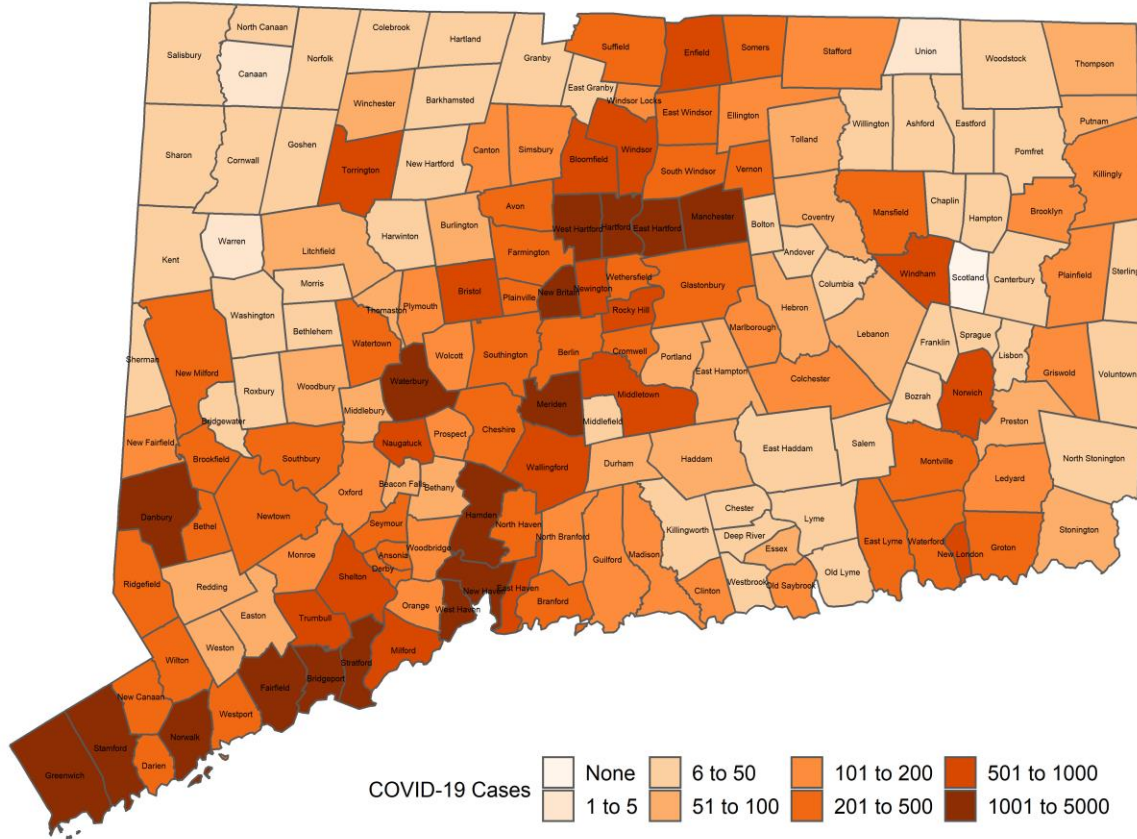 North Canaan
Colebrook
Hartland
Salisbury
Norfolk
Canaan
Granby
Suffield
Enfield
Somers
Stafford
Union
Woodstock
Thompson
East Granby
Windsor Locks
Winchester
Barkhamsted
East Windsor
Ellington
Putnam
Willington
Ashford
Eastford
Pomfret
Sharon
Cornwall
Goshen
Torrington
New Hartford
Canton
Simsbury
Bloomfield
Windsor
Tolland
South Windsor
Vernon
Killingly
Avon
Mansfield
Chaplin
Hampton
Brooklyn
Kent
Warren
Litchfield
Harwinton
Burlington
West Hartford
Hartford
East Hartford
Manchester
Bolton
Coventry
Farmington
Andover
Morris
Windham
Scotland
Canterbury
Plainfield
Sterling
Washington
Bethlehem
Thomaston
Plymouth
Bristol
Plainville
New Britain
Newington
Wethersfield
Rocky Hill
Glastonbury
Hebron
Columbia
Sherman
New Milford
Watertown
Wolcott
Southington
Berlin
Cromwell
Portland
Marlborough
Lebanon
Franklin
Sprague
Lisbon
Griswold
Voluntown
Roxbury
Woodbury
Waterbury
Meriden
Middletown
East Hampton
Colchester
Bozrah
Norwich
Bridgewater
Middlebury
Cheshire
Middlefield
Preston
New Fairfield
Brookfield
Southbury
Naugatuck
Prospect
Wallingford
Durham
Haddam
East Haddam
Salem
Montville
North Stonington
Beacon Falls
Bethany
Oxford
Hamden
Ledyard
Danbury
Bethel
Newtown
Seymour
North Haven
Killingworth
Chester
Lyme
North Branford
Deep River
Woodbridge
Ansonia
Derby
Guilford
Madison
Essex
East Lyme
Waterford
New London
Groton
Stonington
Monroe
Ridgefield
Redding
Shelton
New Haven
East Haven
West Haven
Branford
Clinton
Westbrook
Old Saybrook
Old Lyme
Easton
Trumbull
Orange
Weston
Wilton
Milford
Stratford
Fairfield
Bridgeport
New Canaan
Westport
Norwalk
Stamford
Greenwich
Darien
COVID-19 Cases
None
6 to 50
101 to 200
501 to 1000
1 to 5
51 to 100
201 to 500
1001 to 5000